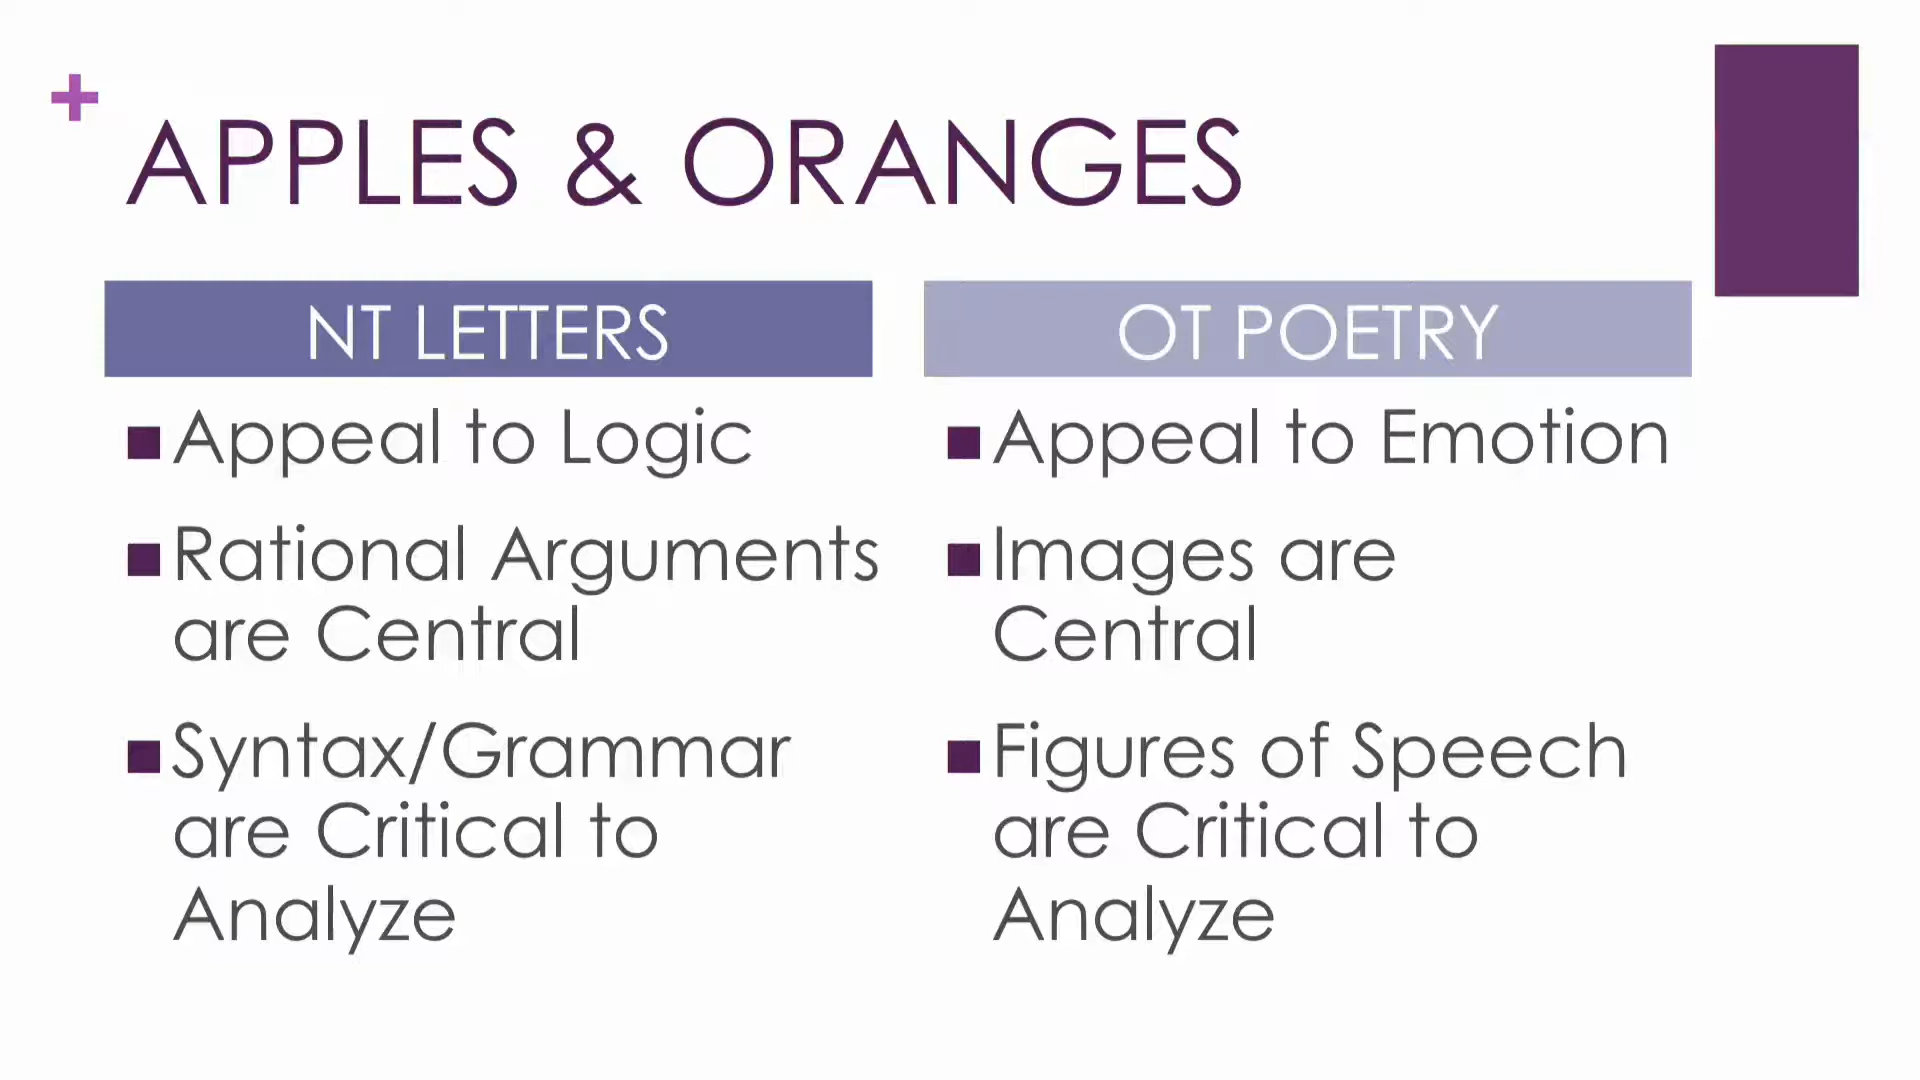 +
APPLES & ORANGES
NT LETTERS
■Appeal to Logic
■Rational Arguments
are Central
■Syntax/Grammar
are Critical to
Analyze
OT POETRY
■Appeal to Emotion
■Images are
Central
■Figures of Speech
are Critical to
Analyze